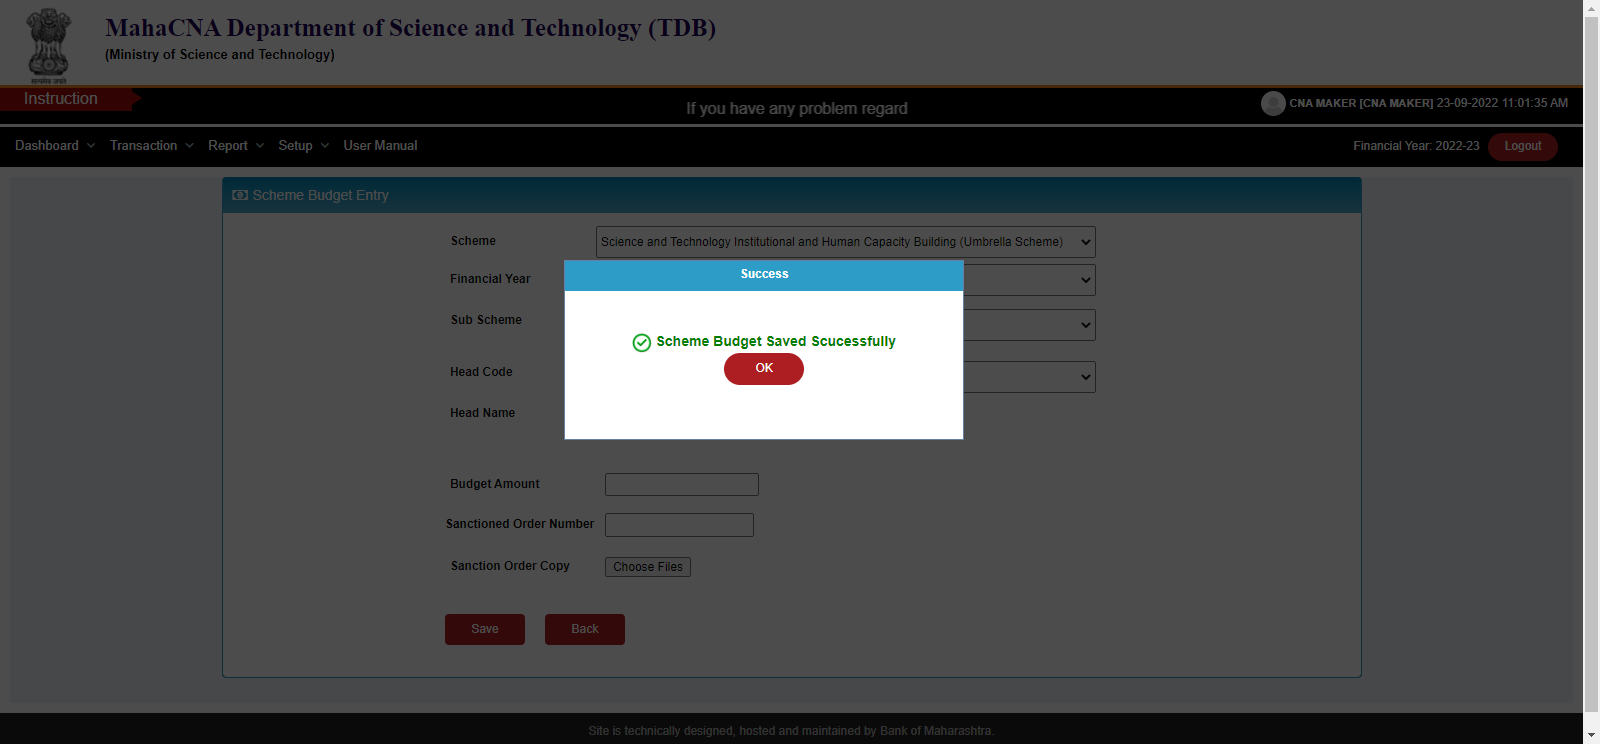 सत्यमेव जयते
MahaCNA Department of Science and Technology (TDB)
(Ministry of Science and Technology)
Instruction
If you have any problem regard
CNA MAKER [CNA MAKER] 23-09-2022 11:01:35 AM
Dashboard Transaction Report Setup User Manual
Financial Year: 2022-23 Logout
Scheme Budget Entry
Scheme Science and Technology Institutional and Human Capacity Building (Umbrella Scheme)
Success
Financial Year
Sub Scheme
Scheme Budget Saved Scucessfully
OK
Head Code
Head Name
Budget Amount
Sanctioned Order Number
Sanction Order Copy Choose Files
Save Back
Site is technically designed, hosted and maintained by Bank of Maharashtra.